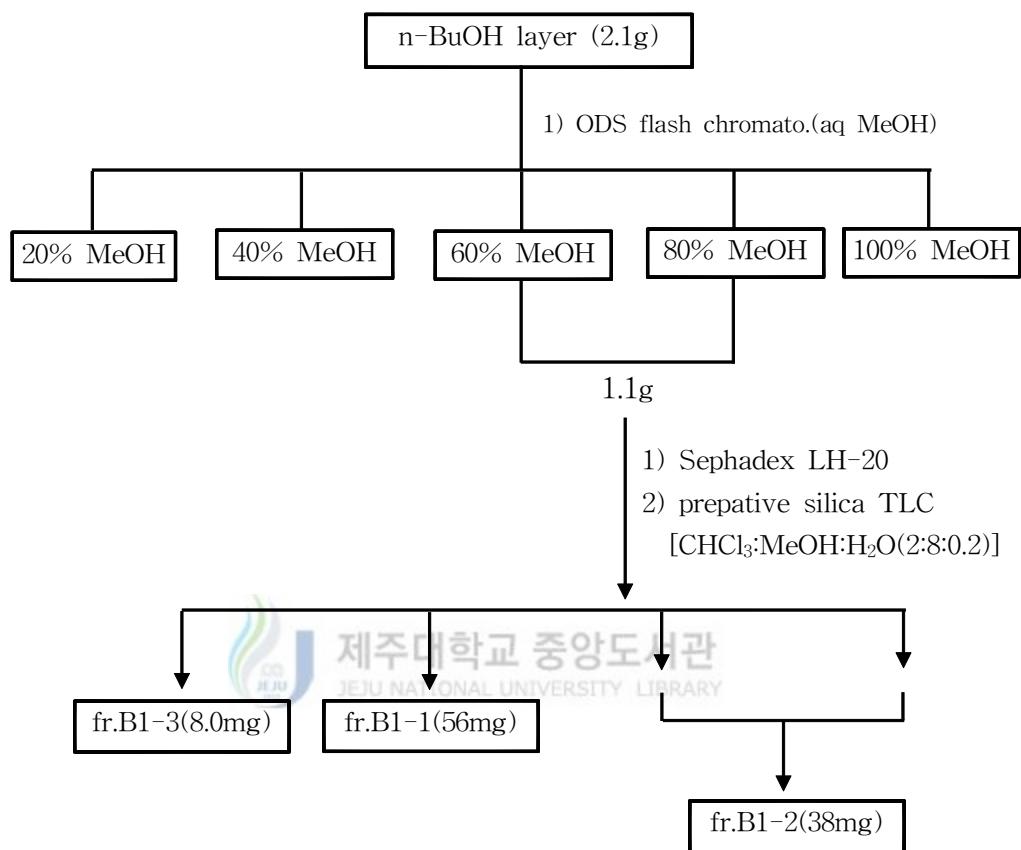 n-BuOH layer (2.1g)
1) ODS flash chromato.(aq MeOH)
20% MeOH
40% MeOH
60% MeOH
80% MeOH
100% MeOH
1.1g
1) Sephadex LH-20
2) prepative silica TLC
[CHCl₃:MeOH:H₂O(2:8:0.2)]
제주대학교 중앙도서관
JEJU NATIONAL UNIVERSITY LIBRARY
JEJU
fr.B1-3(8.0mg)
fr.B1-1(56mg)
fr.B1-2(38mg)